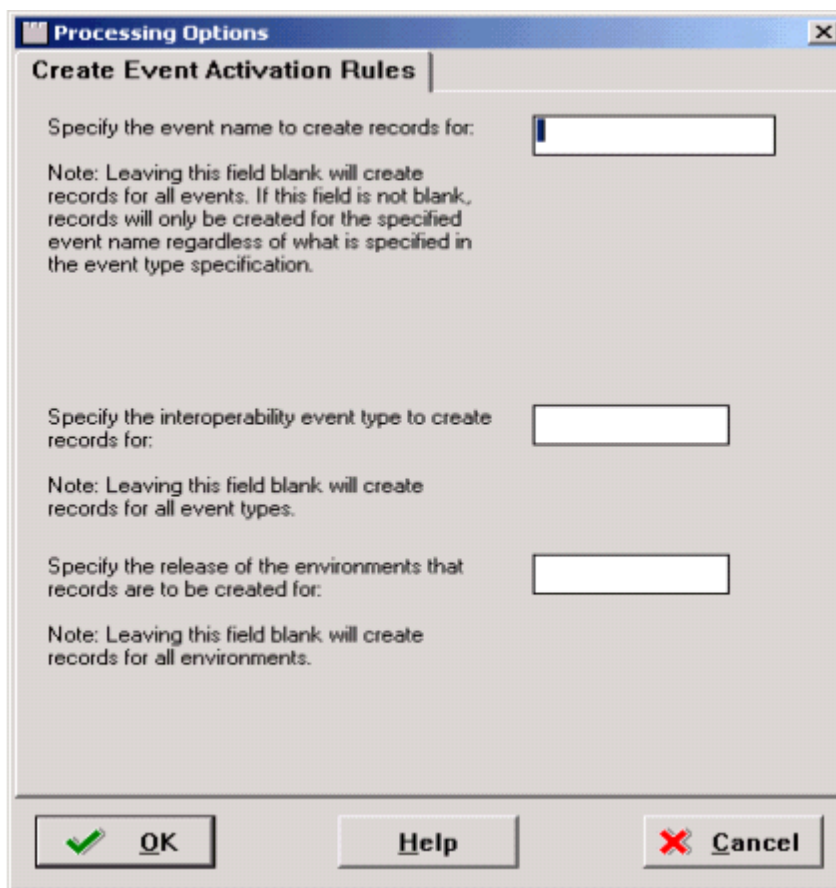 Processing Options
Create Event Activation Rules
Specify the event name to create records for:
Note: Leaving this field blank will create
records for all events. If this field is not blank,
records will only be created for the specified
event name regardless of what is specified in
the event type specification.
Specify the interoperability event type to create
records for:
Note: Leaving this field blank will create
records for all event types.
Specify the release of the environments that
records are to be created for:
Note: Leaving this field blank will create
records for all environments.
OK
Help
Cancel